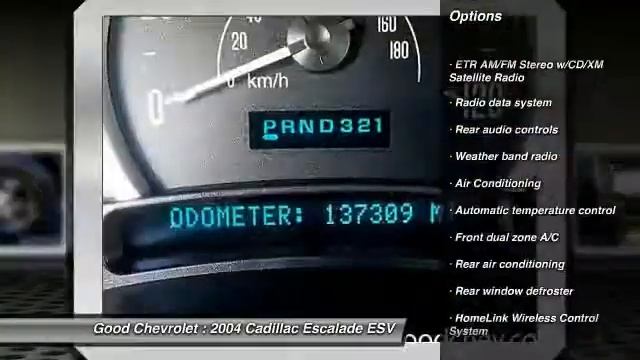 Options
40
20
0
km/h
160
180
0
120
PRND321
ODOMETER: 137309 M
· ETR AM/FM Stereo w/CD/XM
Satellite Radio
· Radio data system
· Rear audio controls
· Weather band radio
· Air Conditioning
· Automatic temperature control
· Front dual zone A/C
· Rear air conditioning
· Rear window defroster
· HomeLink Wireless Control
System
Good Chevrolet : 2004 Cadillac Escalade ESV